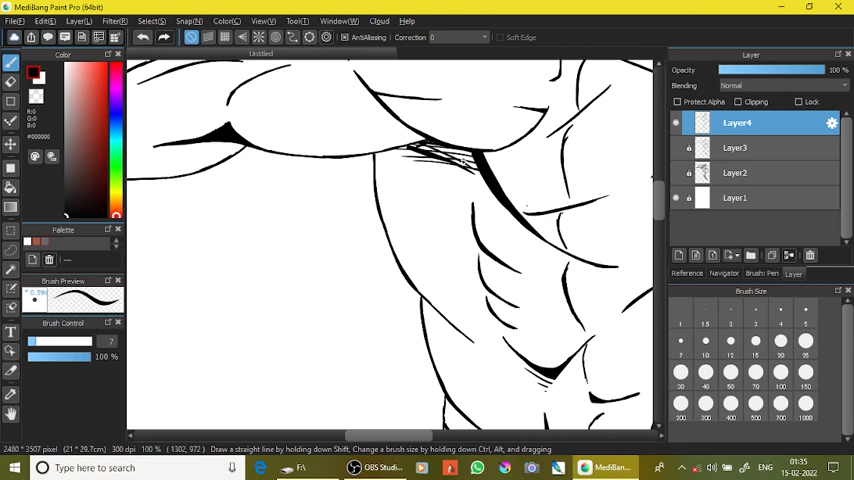 MediBang Paint Pro (64bit)
File(F) Edit(E) Layer(L) Filter(R) Select(S) Snap(N) Color(C) View(V) Tool(T) Window(W) Cloud Help
AntiAliasing Correction 0 Soft Edge
Color
Untitled
Layer
Opacity 100 %
Blending Normal
Protect Alpha Clipping Lock
R:0
G:0
B:0
#000000
Layer4
Layer3
Layer2
Layer1
Palette
---
Brush Preview
Brush Control
7
100 %
Reference Navigator Brush: Pen Layer
Brush Size
1 1.5 2 3 4 5
7 10 12 15 20 25
30 40 50 70 100 150
200 300 400 500 700 1000
2480 * 3507 pixel (21 * 29.7cm) 300 dpi 100 % (1302, 972) Draw a straight line by holding down Shift, Change a brush size by holding down Ctrl, Alt, and dragging
Type here to search
F:\
OBS Studi...
MediBan...
ENG
01:35
15-02-2022